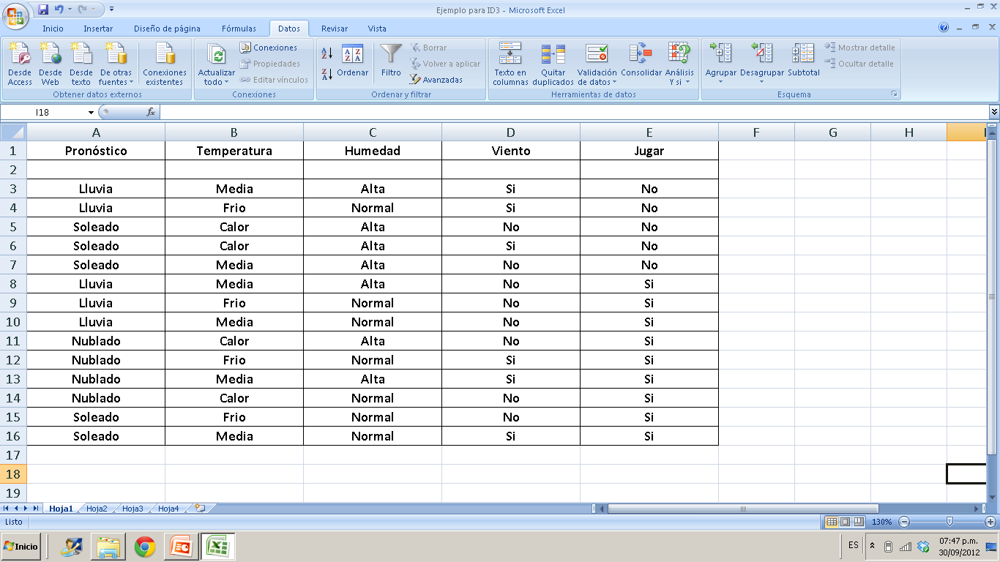 Ejemplo para ID3 - Microsoft Excel
Inicio Insertar Diseño de página Fórmulas Datos Revisar Vista
Desde Access
Desde Web
Desde texto
De otras fuentes
Conexiones existentes
Obtener datos externos
Actualizar todo
Conexiones
Propiedades
Editar vínculos
Conexiones
Ordenar
Filtro
Borrar
Volver a aplicar
Avanzadas
Ordenar y filtrar
Texto en columnas
Quitar duplicados
Validación de datos
Consolidar
Análisis Y si
Herramientas de datos
Agrupar
Desagrupar
Subtotal
Mostrar detalle
Ocultar detalle
Esquema
I18 fx
A B C D E F G H I
1 Pronóstico Temperatura Humedad Viento Jugar
2
3 Lluvia Media Alta Si No
4 Lluvia Frio Normal Si No
5 Soleado Calor Alta No No
6 Soleado Calor Alta Si No
7 Soleado Media Alta No No
8 Lluvia Media Alta No Si
9 Lluvia Frio Normal No Si
10 Lluvia Media Normal No Si
11 Nublado Calor Alta No Si
12 Nublado Frio Normal Si Si
13 Nublado Media Alta Si Si
14 Nublado Calor Normal No Si
15 Soleado Frio Normal No Si
16 Soleado Media Normal Si Si
17
18
19
Hoja1 Hoja2 Hoja3 Hoja4
Listo 130%
Inicio ES 07:47 p.m.
30/09/2012